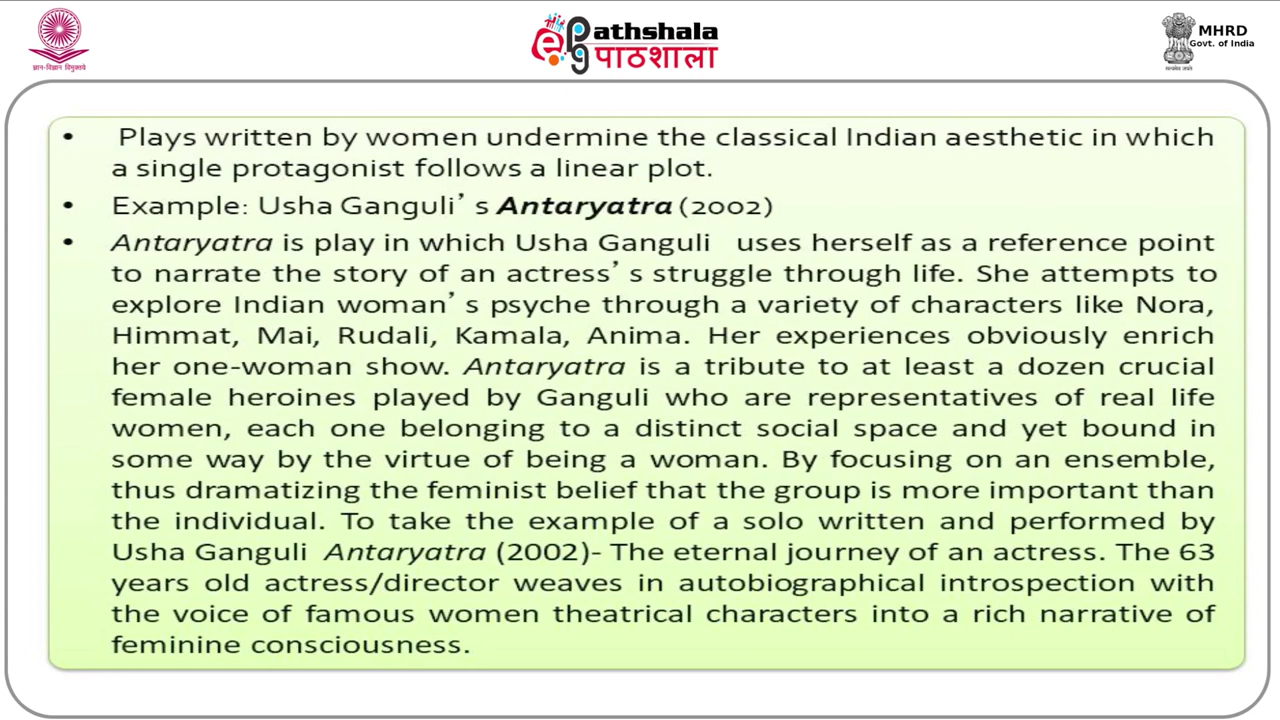 ज्ञान-विज्ञान विमुक्तये
e pg Pathshala
पाठशाला
MHRD
Govt. of India
सत्यमेव जयते
• Plays written by women undermine the classical Indian aesthetic in which
a single protagonist follows a linear plot.
• Example: Usha Ganguli’ s Antaryatra (2002)
• Antaryatra is play in which Usha Ganguli uses herself as a reference point
to narrate the story of an actress’ s struggle through life. She attempts to
explore Indian woman’ s psyche through a variety of characters like Nora,
Himmat, Mai, Rudali, Kamala, Anima. Her experiences obviously enrich
her one-woman show. Antaryatra is a tribute to at least a dozen crucial
female heroines played by Ganguli who are representatives of real life
women, each one belonging to a distinct social space and yet bound in
some way by the virtue of being a woman. By focusing on an ensemble,
thus dramatizing the feminist belief that the group is more important than
the individual. To take the example of a solo written and performed by
Usha Ganguli Antaryatra (2002)- The eternal journey of an actress. The 63
years old actress/director weaves in autobiographical introspection with
the voice of famous women theatrical characters into a rich narrative of
feminine consciousness.